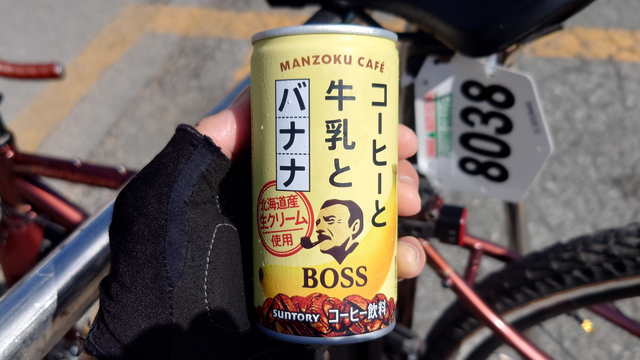 MANZOKU CAFÉ
コーヒーと
牛乳と
バナナ
北海道産
生クリーム
使用
BOSS
SUNTORY コーヒー飲料
8038